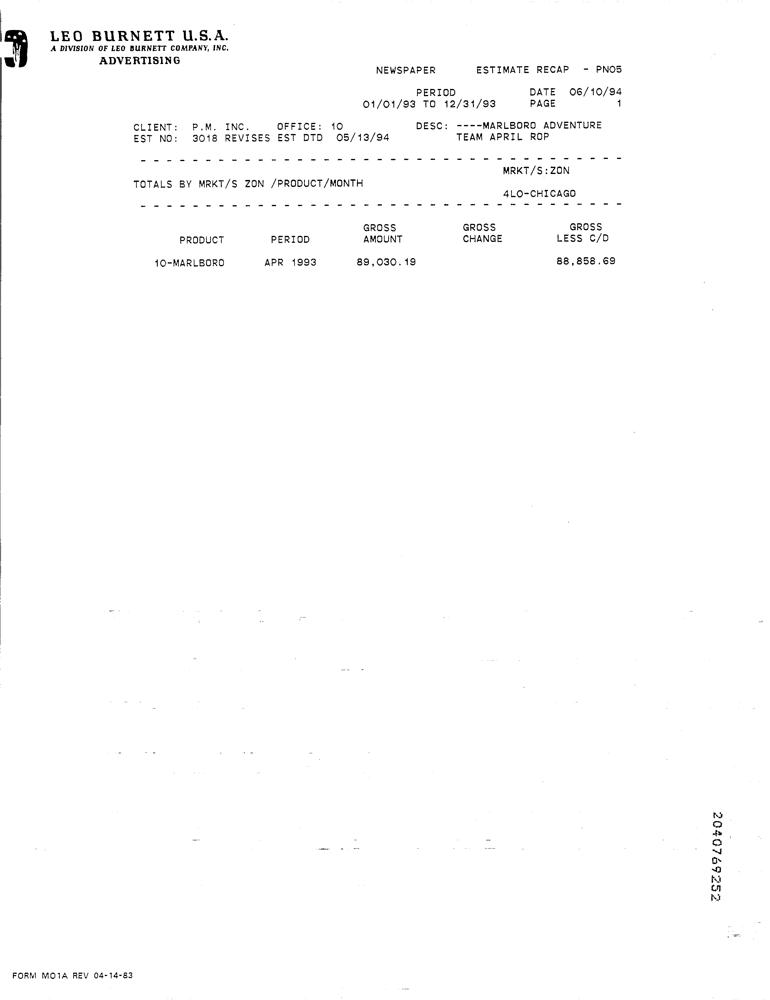 LEO BURNETT U.S.A.
A DIVISION OF LEO BURNETT COMPANY, INC.
ADVERTISING
NEWSPAPER ESTIMATE RECAP - PNO5
PERIOD DATE 06/10/94
01/01/93 TO 12/31/93 PAGE 1
CLIENT: P.M. INC. OFFICE: 10 DESC: ----MARLBORO ADVENTURE
EST NO: 3018 REVISES EST DTD 05/13/94 TEAM APRIL ROP
- - - - - - - - - - - - - - - - - - - - - - - - - - - - - - - - - - - - - -
MRKT/S:ZON
TOTALS BY MRKT/S ZON /PRODUCT/MONTH
4LO-CHICAGO
- - - - - - - - - - - - - - - - - - - - - - - - - - - - - - - - - - - - - -
GROSS GROSS GROSS
PRODUCT PERIOD AMOUNT CHANGE LESS C/D
10-MARLBORO APR 1993 89,030.19 88,858.69
2040769252
FORM MO1A REV 04-14-83